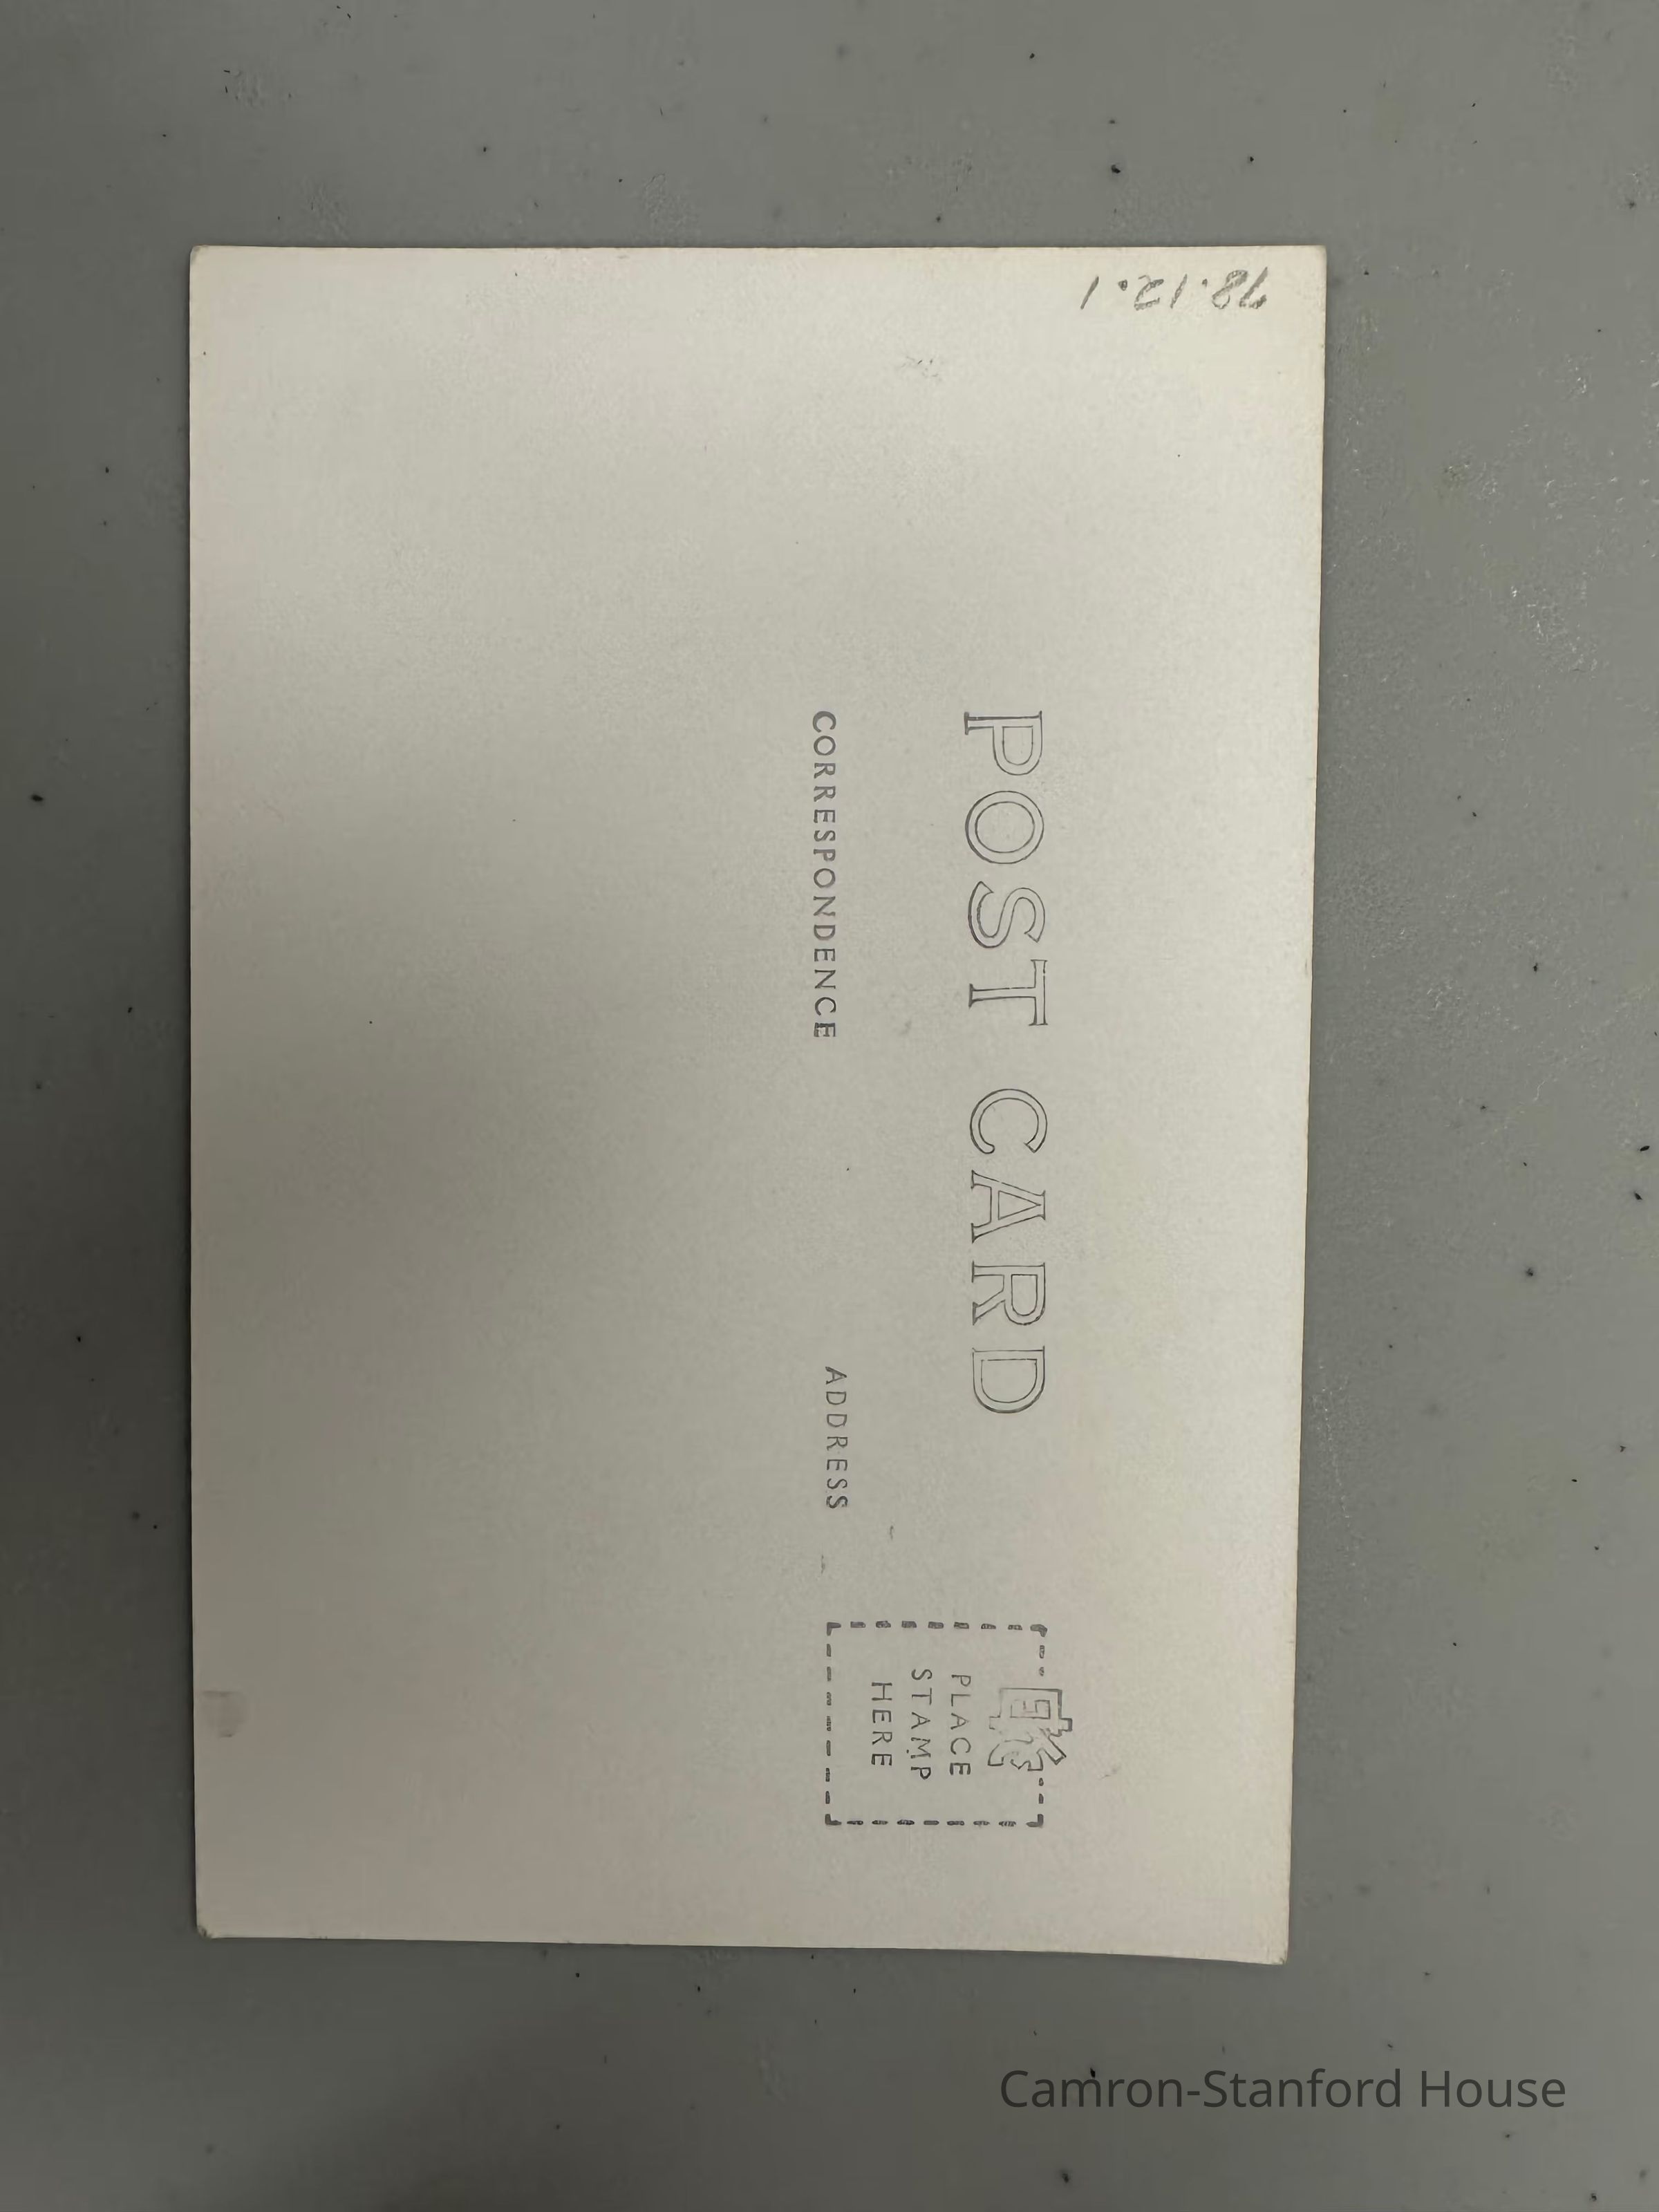 78.12.1
POST CARD
CORRESPONDENCE
ADDRESS
PLACE
STAMP
HERE
Camron-Stanford House